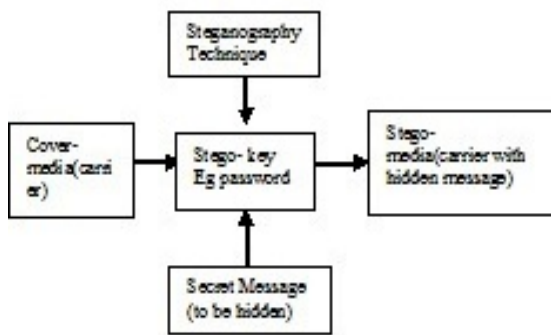 Steganography
Technique
Cover-
media(carri
er)
Stego- key
Eg password
Stego-
media(carrier with
hidden message)
Secret Message
(to be hidden)